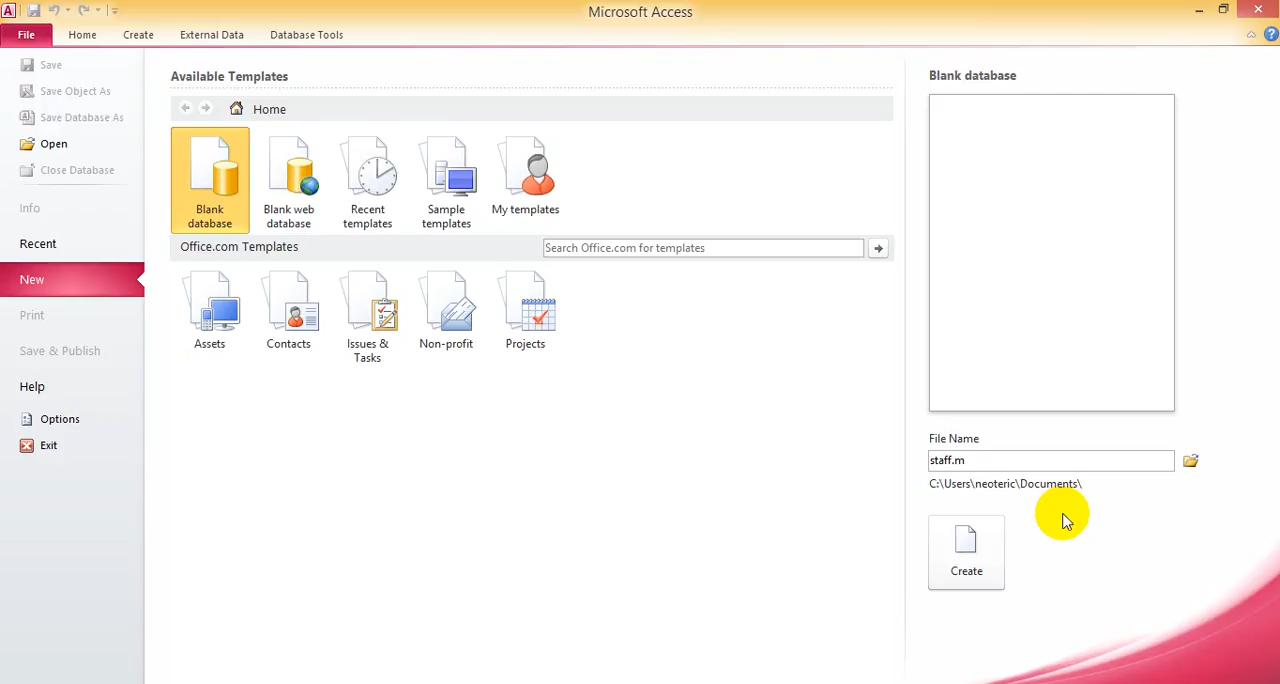 A
Microsoft Access
File
Home
Create
External Data
Database Tools
?
Save
Save Object As
Save Database As
Open
Close Database
Info
Recent
New
Print
Save & Publish
Help
Options
Exit
Available Templates
Home
Blank
database
Blank web
database
Recent
templates
Sample
templates
My templates
Office.com Templates
Search Office.com for templates
Assets
Contacts
Issues &
Tasks
Non-profit
Projects
Blank database
File Name
staff.m
C:\Users\neoteric\Documents\
Create